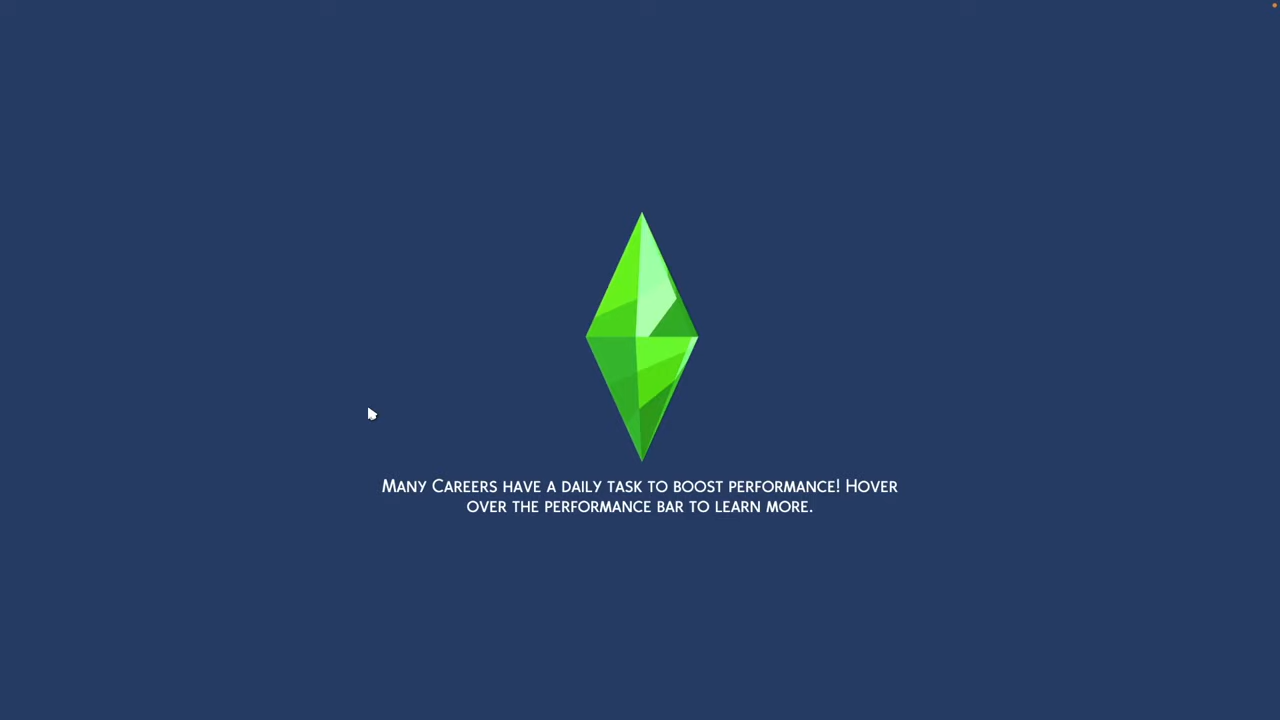 Many Careers have a daily task to boost performance! Hover
over the performance bar to learn more.